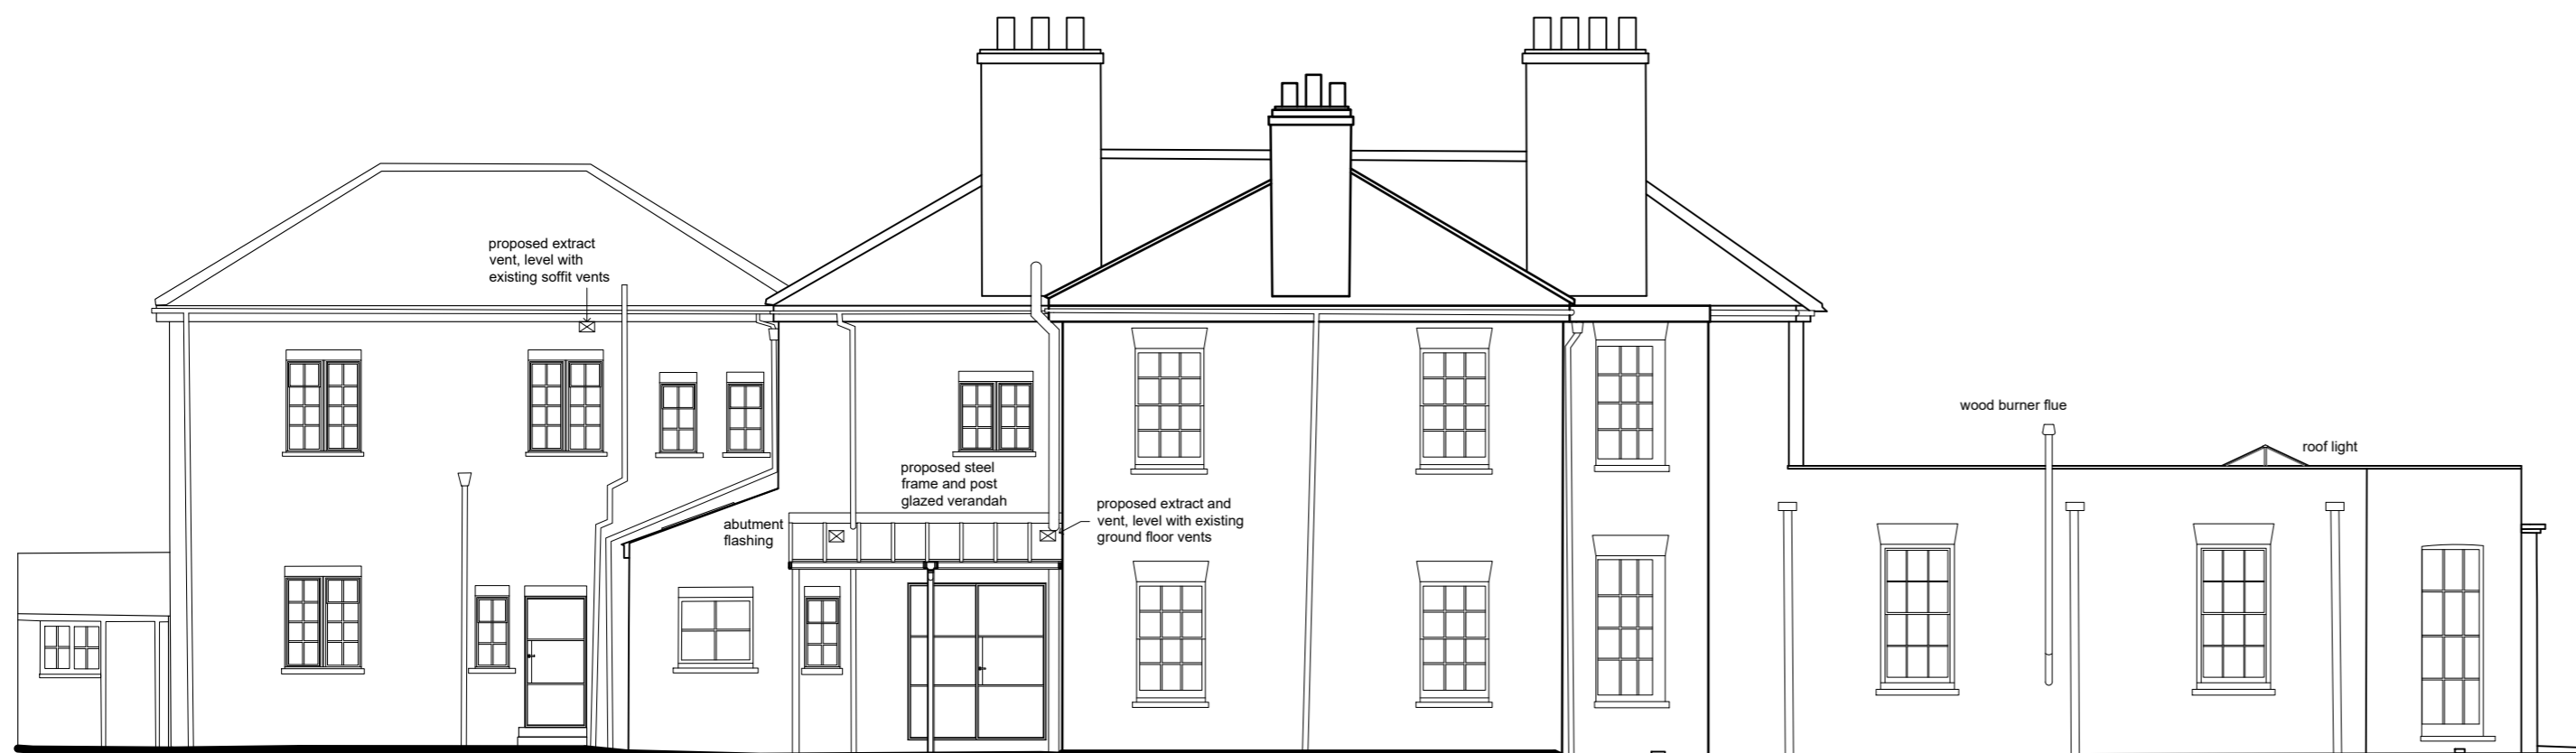 proposed extract
vent, level with
existing soffit vents
wood burner flue
roof light
proposed steel
frame and post
glazed verandah
proposed extract and
vent, level with existing
ground floor vents
abutment
flashing